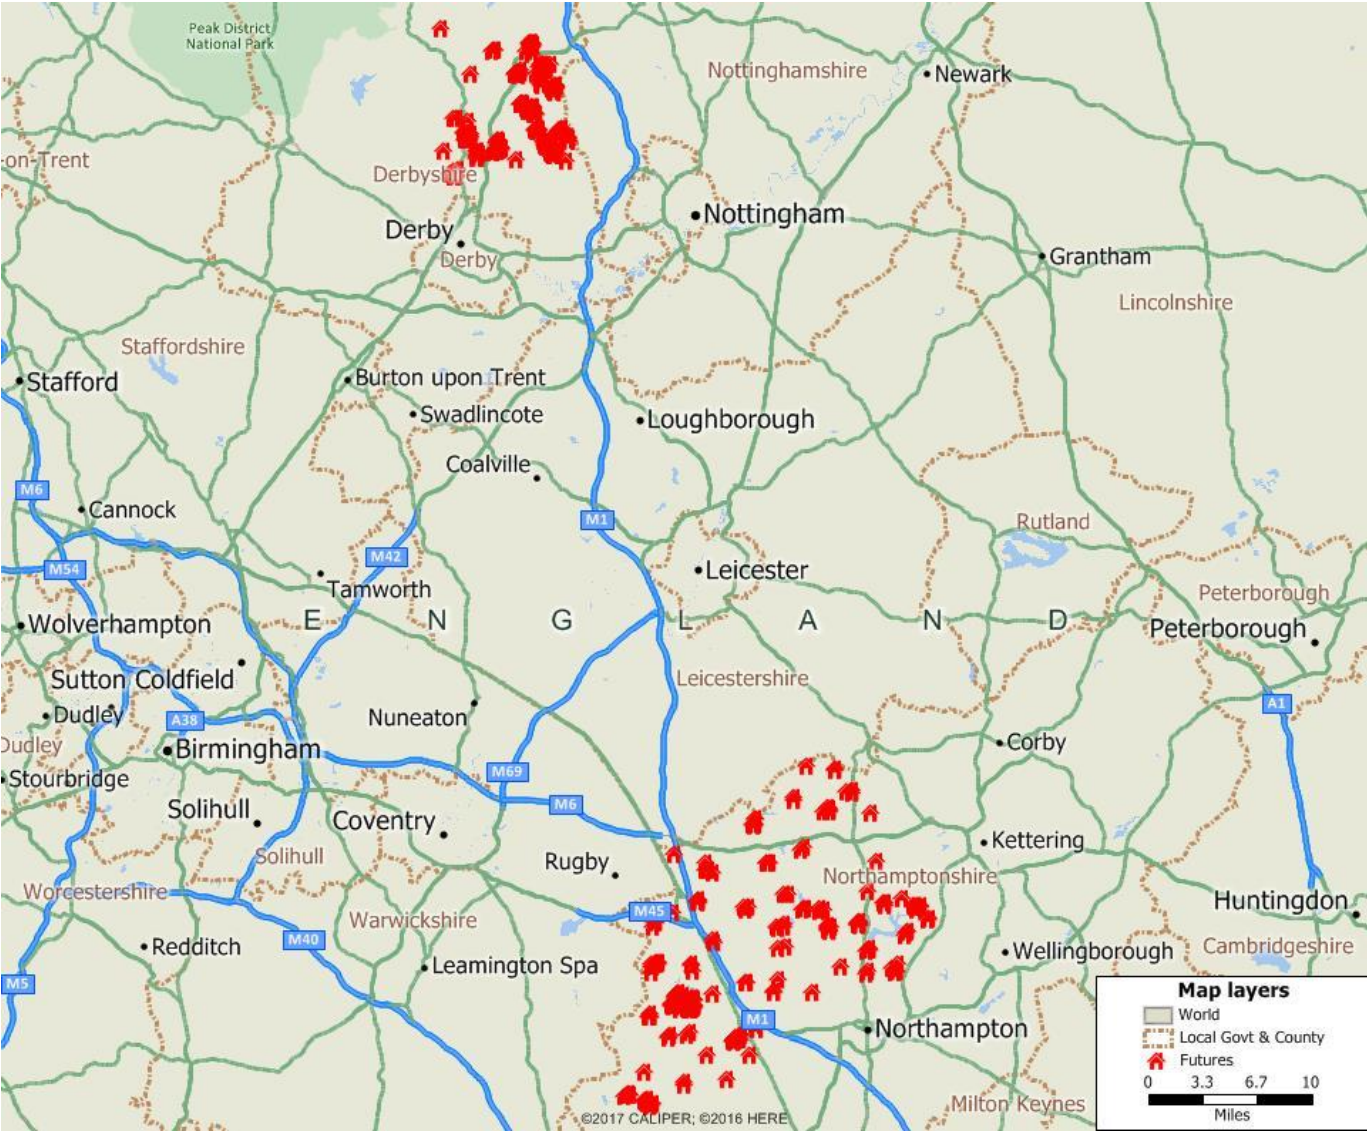 Peak District
National Park
Nottinghamshire
Newark
-on-Trent
Derbyshire
Nottingham
Derby
Derby
Grantham
Lincolnshire
Staffordshire
Stafford
Burton upon Trent
Swadlincote
Loughborough
Coalville
M6
Cannock
M1
Rutland
M42
M54
Tamworth
Leicester
Peterborough
E N G L A N D
Wolverhampton
Peterborough
Sutton Coldfield
Leicestershire
A1
Dudley
A38
Nuneaton
Dudley
Birmingham
Corby
Stourbridge
M69
M6
Solihull
Coventry
Kettering
Solihull
Rugby
Northamptonshire
Worcestershire
Huntingdon
M45
Warwickshire
M40
Redditch
Wellingborough
Cambridgeshire
Leamington Spa
M5
Map layers
World
M1
Northampton
Local Govt & County
Futures
0 3.3 6.7 10
Miles
Milton Keynes
©2017 CALIPER; ©2016 HERE